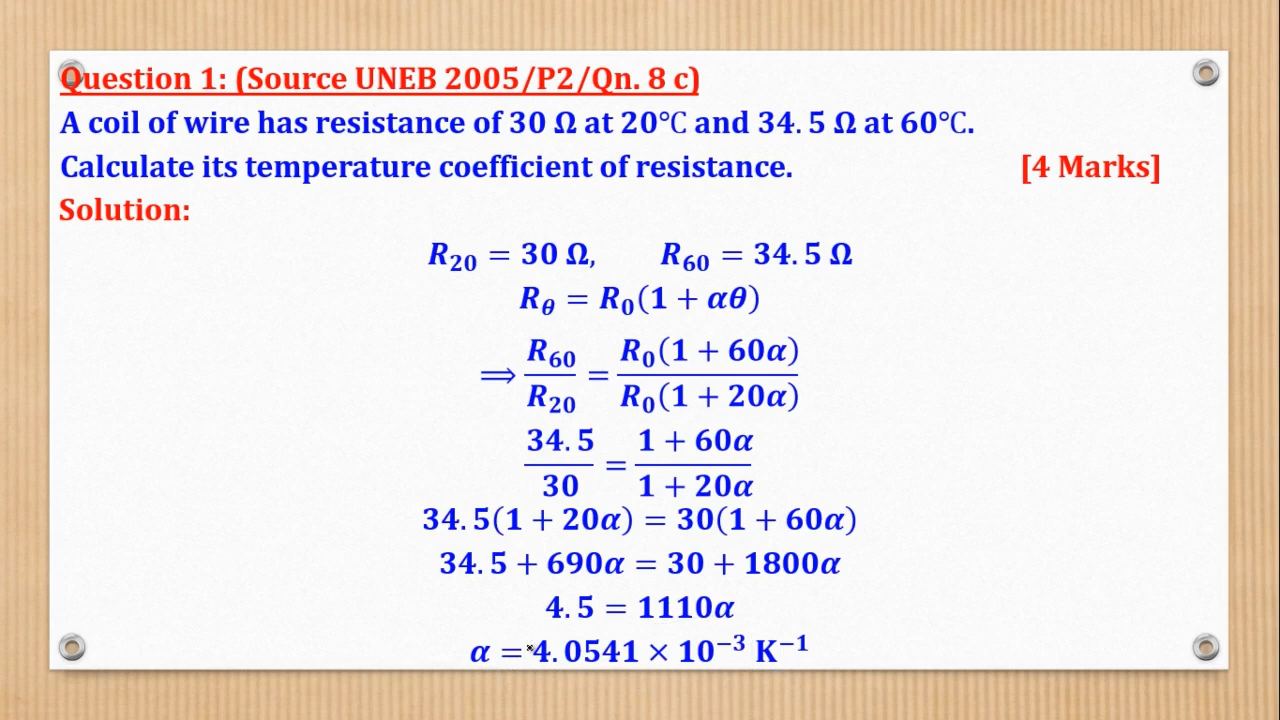 Question 1: (Source UNEB 2005/P2/Qn. 8 c)
A coil of wire has resistance of 30 Ω at 20℃ and 34. 5 Ω at 60℃.
Calculate its temperature coefficient of resistance. [4 Marks]
Solution:
R₂₀ = 30 Ω, R₆₀ = 34. 5 Ω
R_θ = R₀(1 + αθ)
⟹ R₆₀/R₂₀ = R₀(1 + 60α)/R₀(1 + 20α)
34. 5/30 = 1 + 60α/1 + 20α
34. 5(1 + 20α) = 30(1 + 60α)
34. 5 + 690α = 30 + 1800α
4. 5 = 1110α
α = 4. 0541 × 10⁻³ K⁻¹